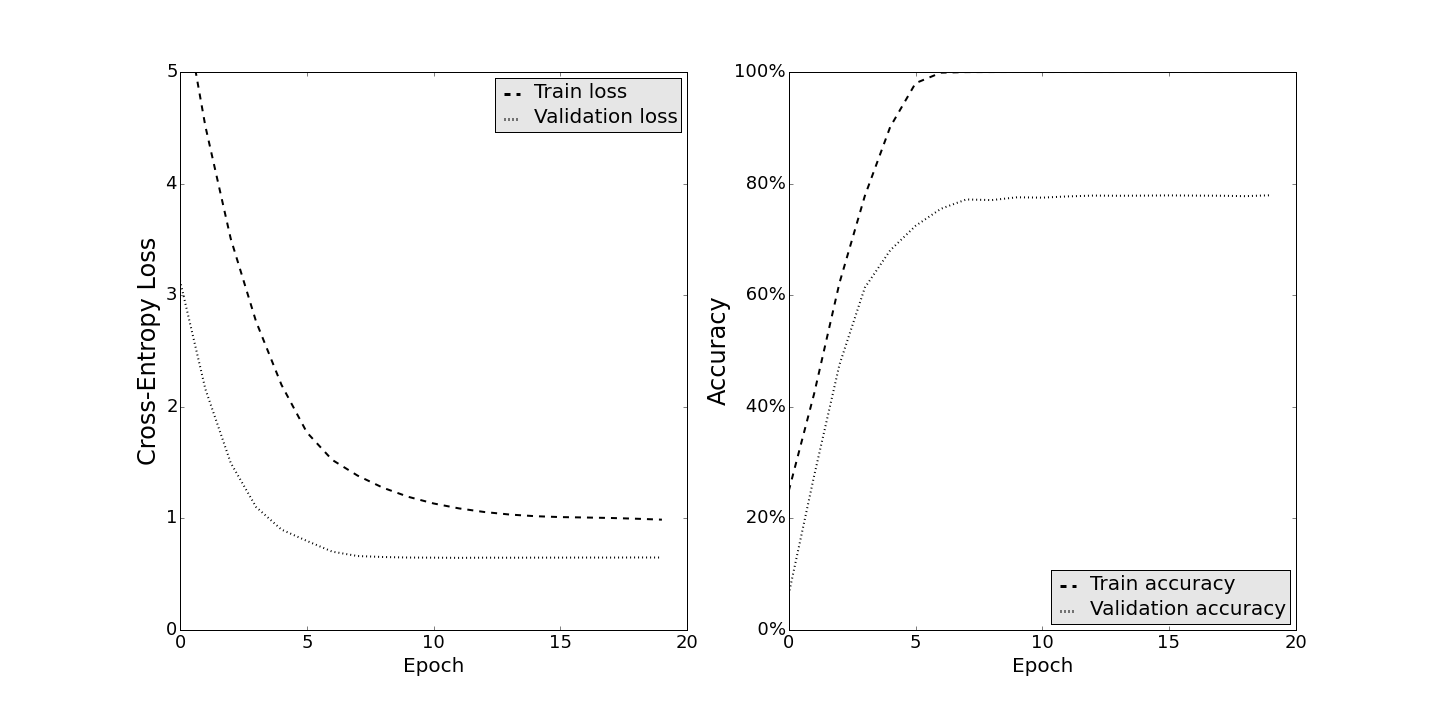 Cross-Entropy Loss
5
4
3
2
1
0
0 5 10 15 20
Epoch
Train loss
Validation loss
Accuracy
100%
80%
60%
40%
20%
0%
0 5 10 15 20
Epoch
Train accuracy
Validation accuracy